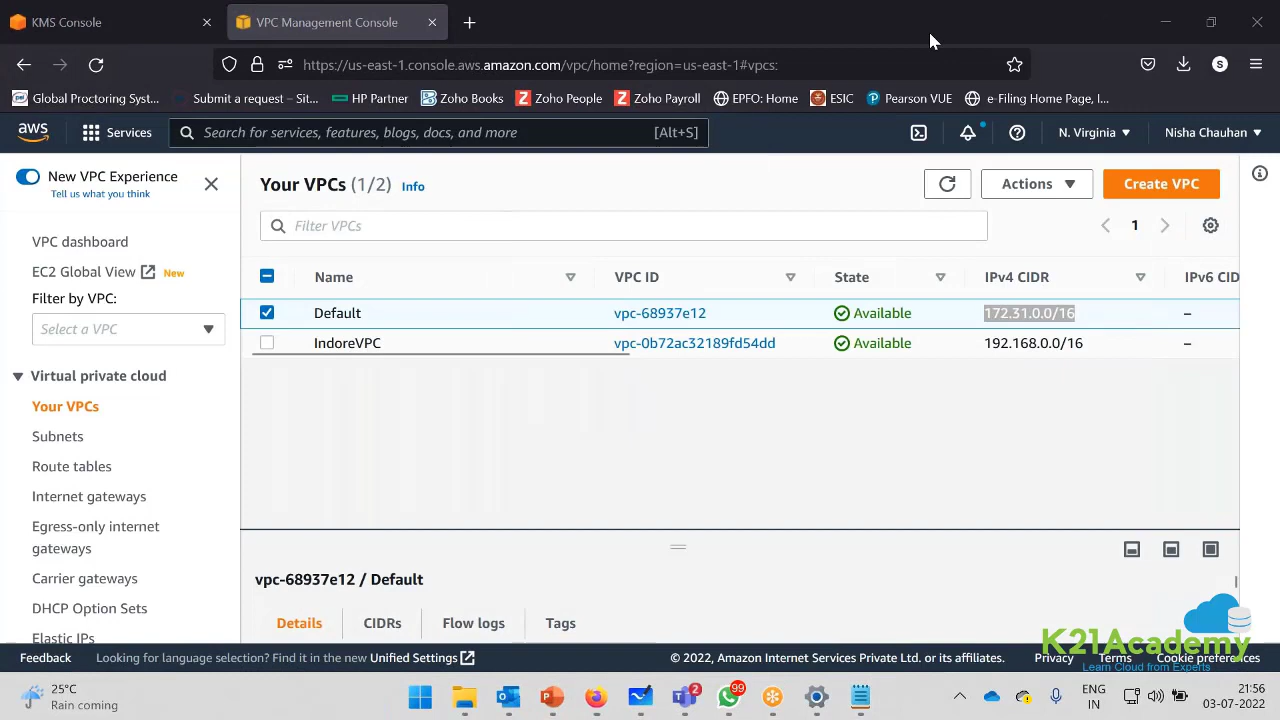 KMS Console
VPC Management Console
https://us-east-1.console.aws.amazon.com/vpc/home?region=us-east-1#vpcs:
Global Proctoring Syst...
Submit a request – Sit...
HP Partner
Zoho Books
Zoho People
Zoho Payroll
EPFO: Home
ESIC
Pearson VUE
e-Filing Home Page, I...
aws
Services
Search for services, features, blogs, docs, and more
[Alt+S]
N. Virginia
Nisha Chauhan
New VPC Experience
Tell us what you think
VPC dashboard
EC2 Global View New
Filter by VPC:
Select a VPC
Virtual private cloud
Your VPCs
Subnets
Route tables
Internet gateways
Egress-only internet
gateways
Carrier gateways
DHCP Option Sets
Elastic IPs
Your VPCs (1/2) Info
Actions
Create VPC
Filter VPCs
1
Name VPC ID State IPv4 CIDR IPv6 CID
Default vpc-68937e12 Available 172.31.0.0/16 –
IndoreVPC vpc-0b72ac32189fd54dd Available 192.168.0.0/16 –
vpc-68937e12 / Default
Details CIDRs Flow logs Tags
K21Academy
Learn Cloud from Experts
Feedback
Looking for language selection? Find it in the new Unified Settings
© 2022, Amazon Internet Services Private Ltd. or its affiliates.
Privacy Terms Cookie preferences
25°C
Rain coming
2
99
ENG
IN
21:56
03-07-2022